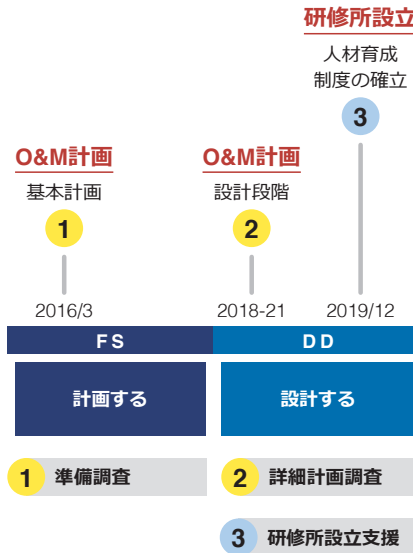 研修所設立
人材育成
制度の確立
3
O&M計画
基本計画
1
O&M計画
設計段階
2
2016/3
2018-21
2019/12
FS
DD
計画する
設計する
1 準備調査
2 詳細計画調査
3 研修所設立支援